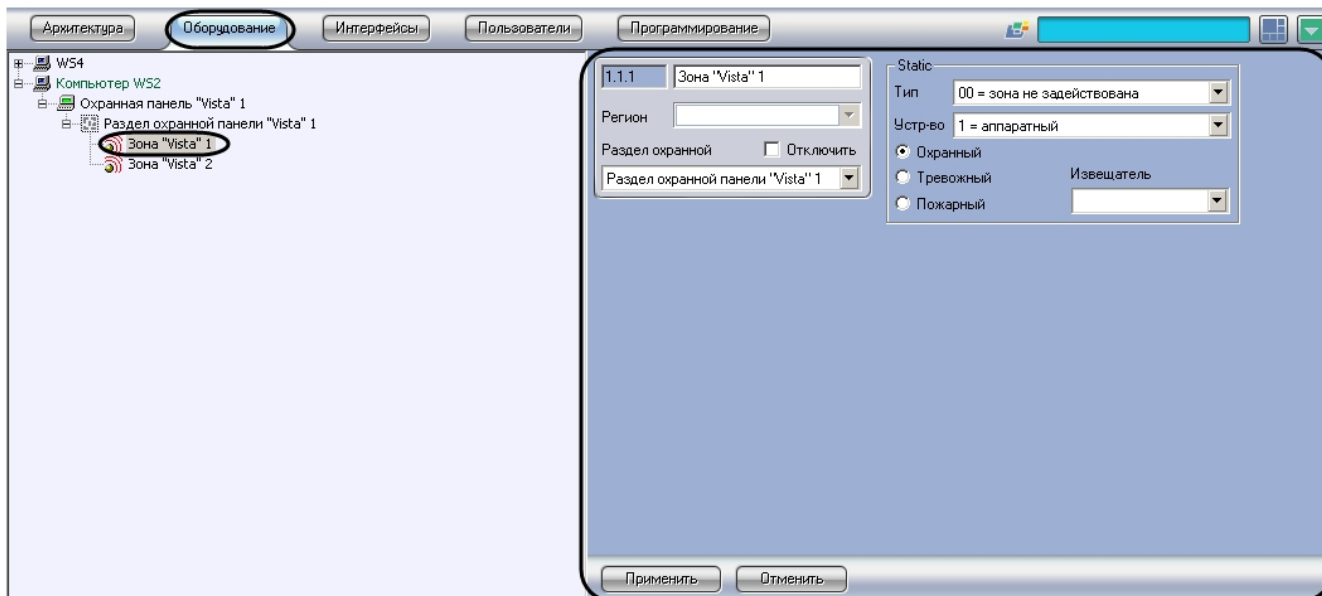 Архитектура Оборудование Интерфейсы Пользователи Программирование
WS4
Компьютер WS2
Охранная панель "Vista" 1
Раздел охранной панели "Vista" 1
Зона "Vista" 1
Зона "Vista" 2
1.1.1 Зона "Vista" 1
Регион
Раздел охранной Отключить
Раздел охранной панели "Vista" 1
Static
Тип 00 = зона не задействована
Устр-во 1 = аппаратный
Охранный
Тревожный Извещатель
Пожарный
Применить Отменить